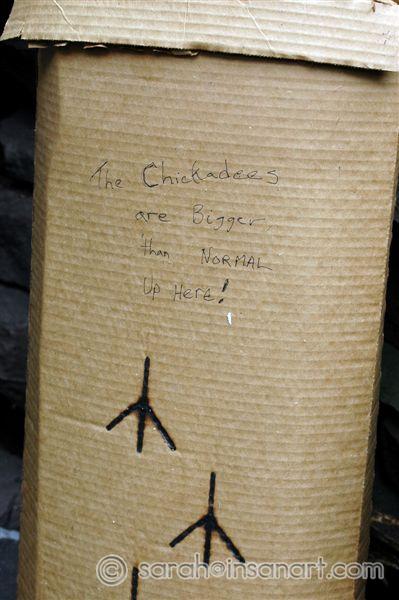 The Chickadees
are Bigger
than NORMAL
Up Here!
© sarah@insanart.com